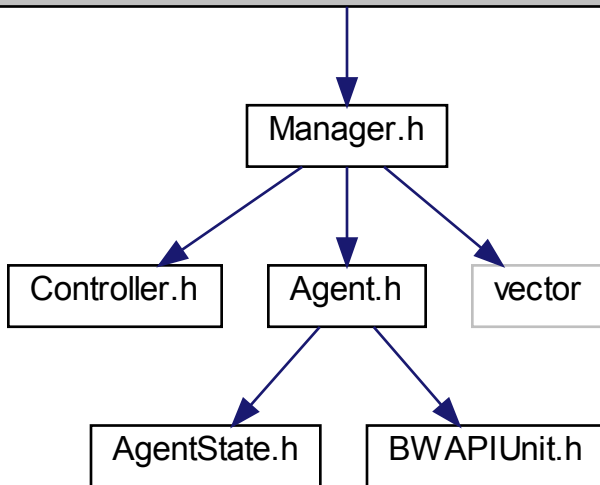 Manager.h
Controller.h
Agent.h
vector
AgentState.h
BWAPIUnit.h